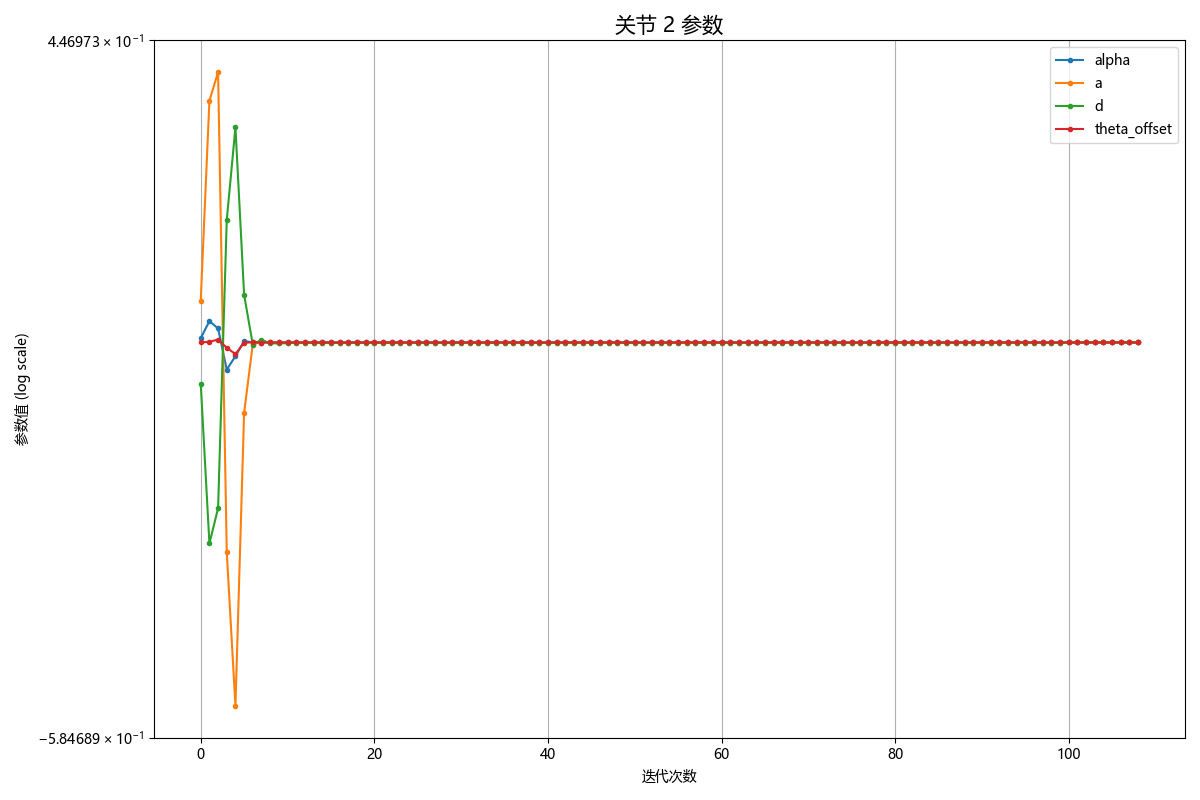 关节 2 参数
4.46973 × 10⁻¹
−5.84689 × 10⁻¹
参数值 (log scale)
alpha
a
d
theta_offset
0 20 40 60 80 100
迭代次数